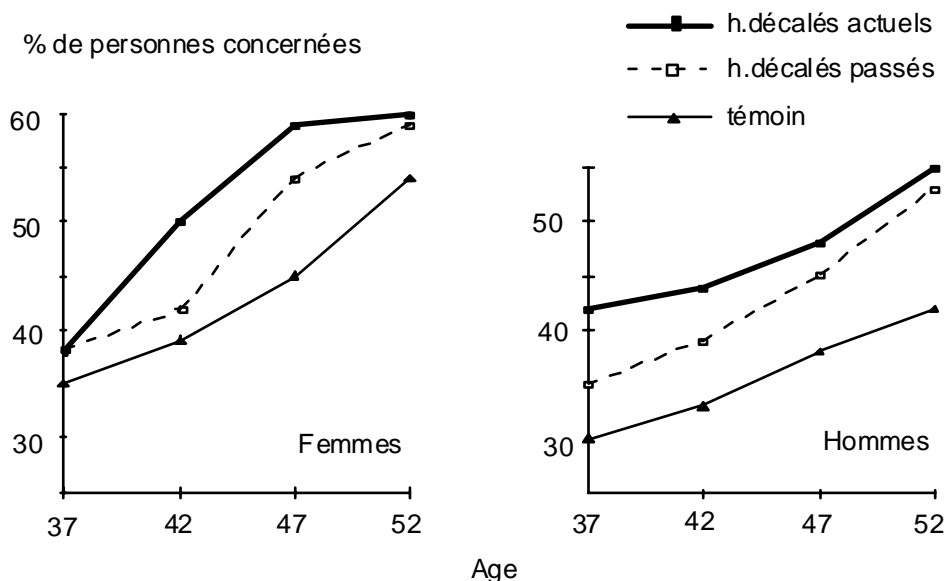 % de personnes concernées
h.décalés actuels
h.décalés passés
témoin
60
50
40
30
Femmes
37 42 47 52
50
40
30
Hommes
37 42 47 52
Age